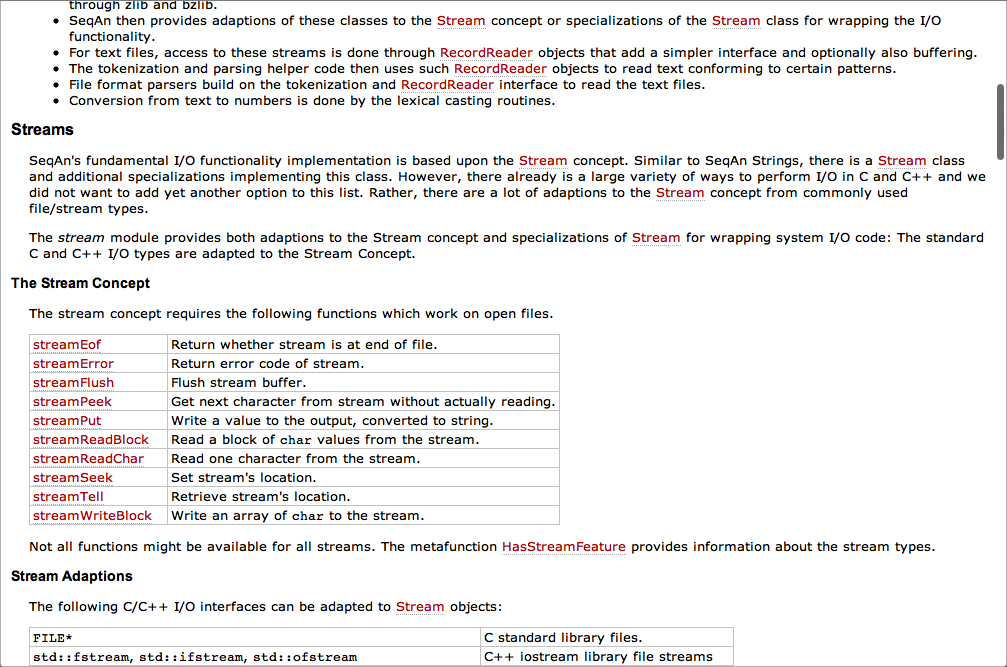 through zlib and bzlib.
• SeqAn then provides adaptions of these classes to the Stream concept or specializations of the Stream class for wrapping the I/O
functionality.
• For text files, access to these streams is done through RecordReader objects that add a simpler interface and optionally also buffering.
• The tokenization and parsing helper code then uses such RecordReader objects to read text conforming to certain patterns.
• File format parsers build on the tokenization and RecordReader interface to read the text files.
• Conversion from text to numbers is done by the lexical casting routines.
Streams
SeqAn's fundamental I/O functionality implementation is based upon the Stream concept. Similar to SeqAn Strings, there is a Stream class
and additional specializations implementing this class. However, there already is a large variety of ways to perform I/O in C and C++ and we
did not want to add yet another option to this list. Rather, there are a lot of adaptions to the Stream concept from commonly used
file/stream types.
The stream module provides both adaptions to the Stream concept and specializations of Stream for wrapping system I/O code: The standard
C and C++ I/O types are adapted to the Stream Concept.
The Stream Concept
The stream concept requires the following functions which work on open files.
streamEof Return whether stream is at end of file.
streamError Return error code of stream.
streamFlush Flush stream buffer.
streamPeek Get next character from stream without actually reading.
streamPut Write a value to the output, converted to string.
streamReadBlock Read a block of char values from the stream.
streamReadChar Read one character from the stream.
streamSeek Set stream's location.
streamTell Retrieve stream's location.
streamWriteBlock Write an array of char to the stream.
Not all functions might be available for all streams. The metafunction HasStreamFeature provides information about the stream types.
Stream Adaptions
The following C/C++ I/O interfaces can be adapted to Stream objects:
FILE* C standard library files.
std::fstream, std::ifstream, std::ofstream C++ iostream library file streams